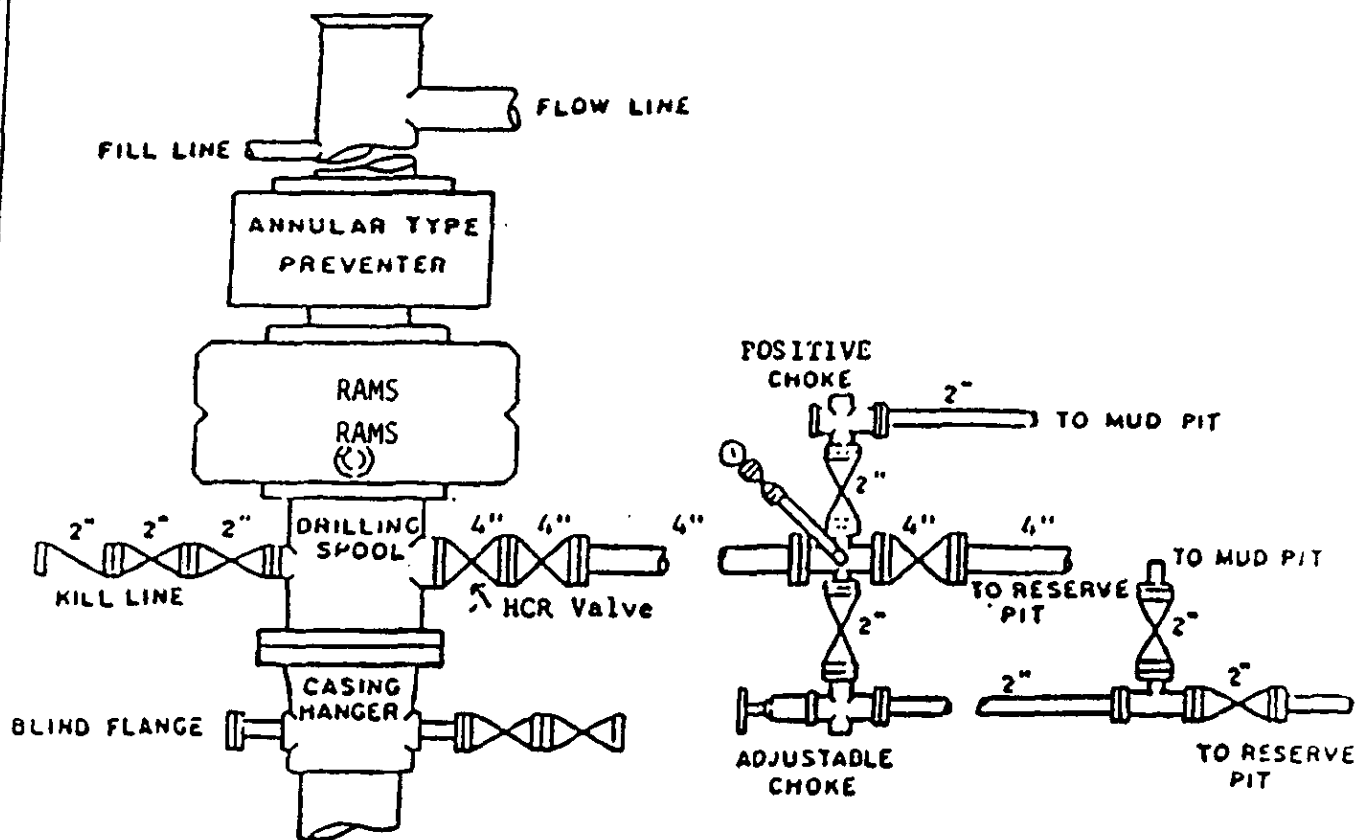 FLOW LINE
FILL LINE
ANNULAR TYPE
PREVENTER
RAMS
RAMS
POSITIVE
CHOKE
2"
TO MUD PIT
2"
2" 2" 2"
DRILLING
SPOOL
4" 4" 4"
4" 4"
KILL LINE
HCR Valve
TO RESERVE
PIT
TO MUD PIT
2"
2"
CASING
HANGER
BLIND FLANGE
2"
2"
ADJUSTABLE
CHOKE
TO RESERVE
PIT